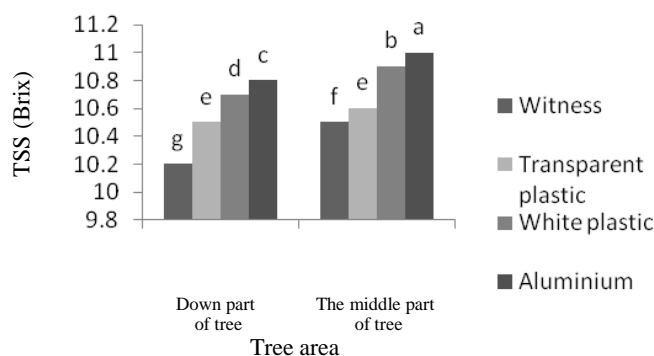 TSS (Brix)
11.2
11
10.8
10.6
10.4
10.2
10
9.8
g
e
d
c
f
e
b
a
Down part
of tree
The middle part
of tree
Tree area
Witness
Transparent
plastic
White plastic
Aluminium